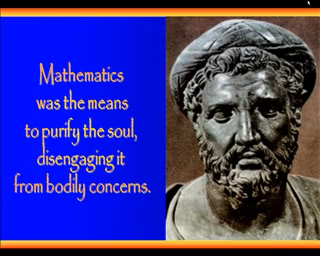 Mathematics
was the means
to purify the soul,
disengaging it
from bodily concerns.